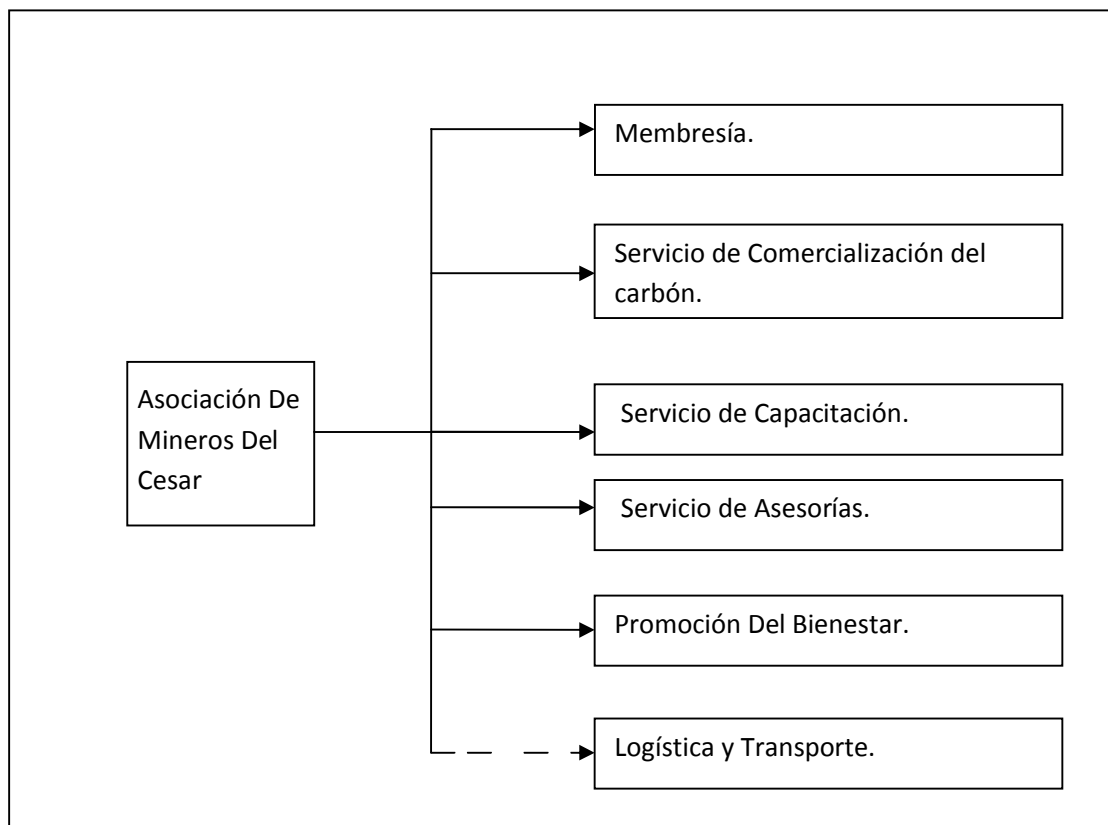 Membresía.
Servicio de Comercialización del
carbón.
Asociación De
Mineros Del
Cesar
Servicio de Capacitación.
Servicio de Asesorías.
Promoción Del Bienestar.
Logística y Transporte.